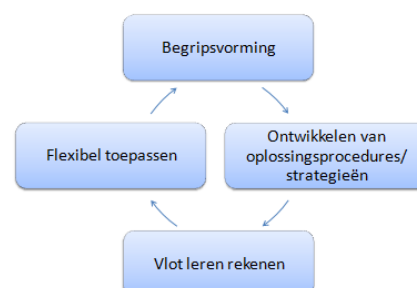 Begripsvorming
Ontwikkelen van
oplossingsprocedures/
strategieën
Vlot leren rekenen
Flexibel toepassen